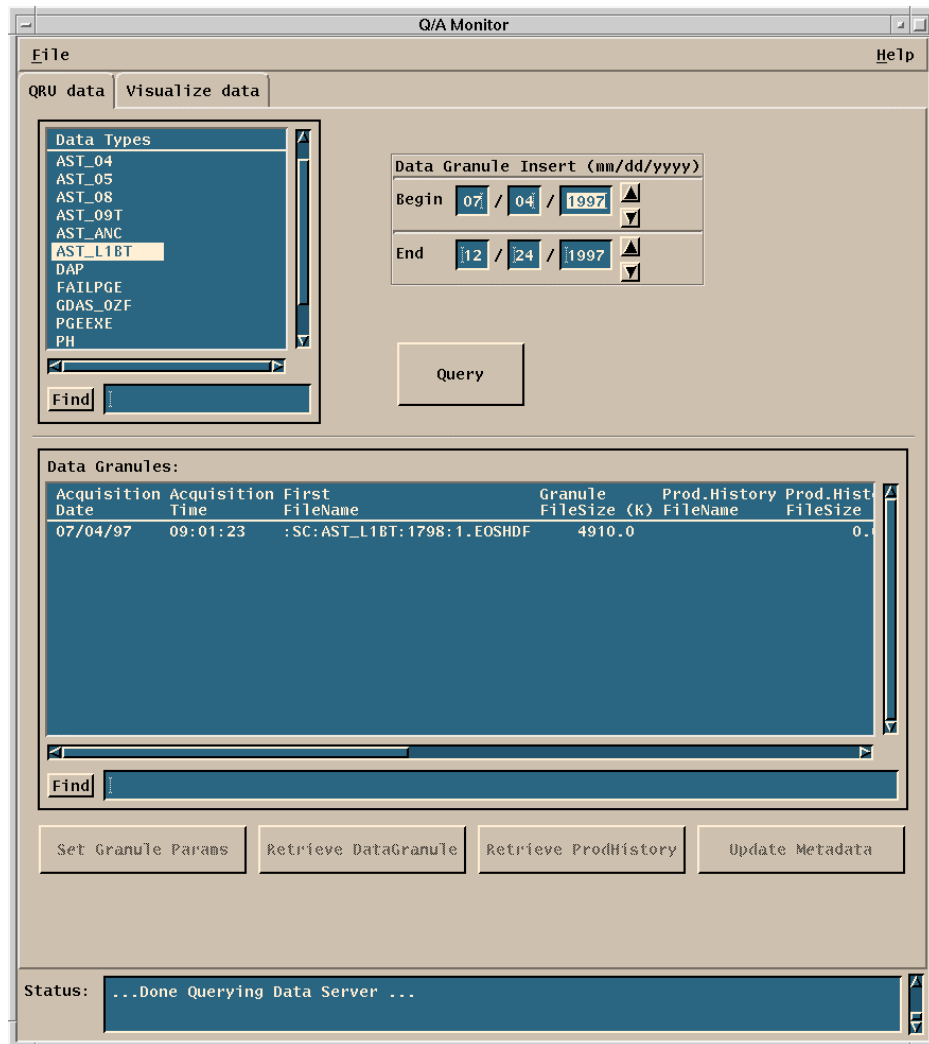 Q/A Monitor
File Help
QRU data Visualize data
Data Types
AST_04
AST_05
AST_08
AST_09T
AST_ANC
AST_L1BT
DAP
FAILPGE
GDAS_OZF
PGEEXE
PH
Find
Data Granule Insert (mm/dd/yyyy)
Begin 07 / 04 / 1997
End 12 / 24 / 1997
Query
Data Granules:
Acquisition Acquisition First Granule Prod.History Prod.Hist
Date Time FileName FileSize (K) FileName FileSize
07/04/97 09:01:23 :SC:AST_L1BT:1798:1.EOSHDF 4910.0 0.
Find
Set Granule Params Retrieve DataGranule Retrieve ProdHistory Update Metadata
Status: ...Done Querying Data Server ...